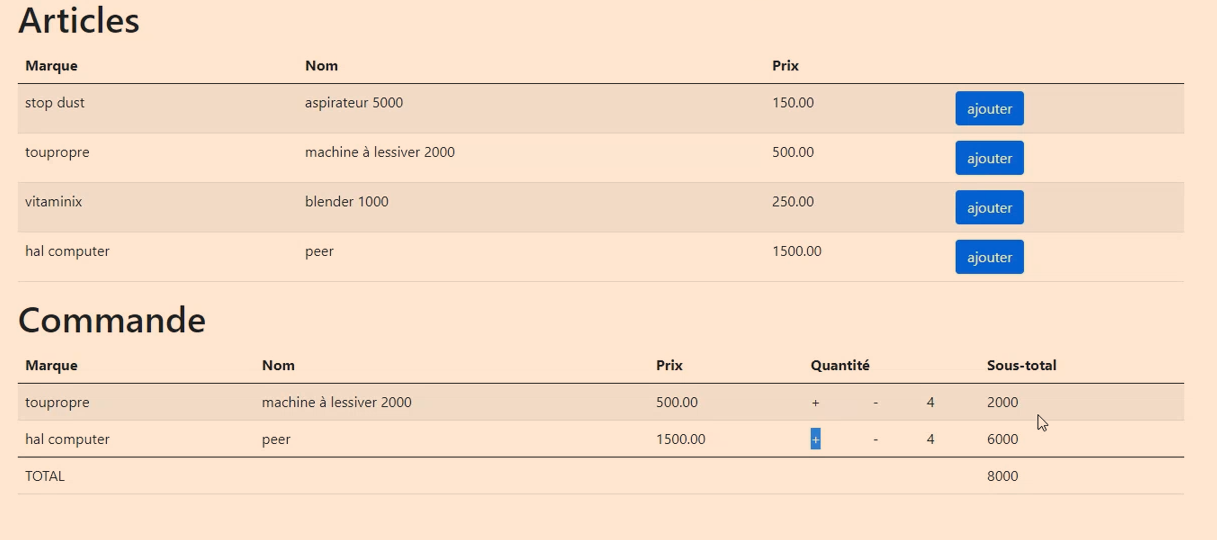 Articles
Marque Nom Prix
stop dust aspirateur 5000 150.00 ajouter
toupropre machine à lessiver 2000 500.00 ajouter
vitaminix blender 1000 250.00 ajouter
hal computer peer 1500.00 ajouter
Commande
Marque Nom Prix Quantité Sous-total
toupropre machine à lessiver 2000 500.00 + - 4 2000
hal computer peer 1500.00 + - 4 6000
TOTAL 8000